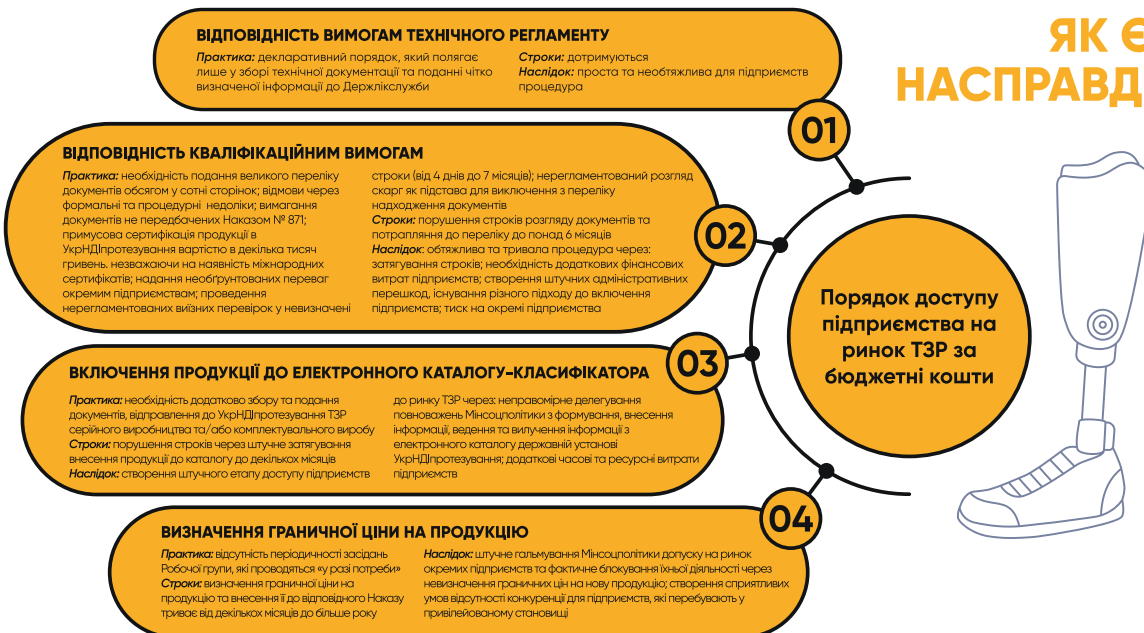 ЯК Є
НАСПРАВД
ВІДПОВІДНІСТЬ ВИМОГАМ ТЕХНІЧНОГО РЕГЛАМЕНТУ
Практика: декларативний порядок, який полягає
лише у зборі технічної документації та поданні чітко
визначеної інформації до Держлікслужби
Строки: дотримуються
Наслідок: проста та необтяжлива для підприємств
процедура
01
ВІДПОВІДНІСТЬ КВАЛІФІКАЦІЙНИМ ВИМОГАМ
Практика: необхідність подання великого переліку
документів обсягом у сотні сторінок; відмови через
формальні та процедурні недоліки; вимагання
документів не передбачених Наказом № 871;
примусова сертифікація продукції в
УкрНДІпротезування вартістю в декілька тисяч
гривень. незважаючи на наявність міжнародних
сертифікатів; надання необґрунтованих переваг
окремим підприємствам; проведення
нерегламентованих виїзних перевірок у невизначені
строки (від 4 днів до 7 місяців); нерегламентований розгляд
скарг як підстава для виключення з переліку
надходження документів
Строки: порушення строків розгляду документів та
потрапляння до переліку до понад 6 місяців
Наслідок: обтяжлива та тривала процедура через:
затягування строків; необхідність додаткових фінансових
витрат підприємств; створення штучних адміністративних
перешкод, існування різного підходу до включення
підприємств; тиск на окремі підприємства
02
ВКЛЮЧЕННЯ ПРОДУКЦІЇ ДО ЕЛЕКТРОННОГО КАТАЛОГУ-КЛАСИФІКАТОРА
Практика: необхідність додатково збору та подання
документів, відправлення до УкрНДІпротезування ТЗР
серійного виробництва та/або комплектувального виробу
Строки: порушення строків через штучне затягування
внесення продукції до каталогу до декількох місяців
Наслідок: створення штучного етапу доступу підприємств
до ринку ТЗР через: неправомірне делегування
повноважень Мінсоцполітики з формування, внесення
інформації, ведення та вилучення інформації з
електронного каталогу державній установі
УкрНДІпротезування; додаткові часові та ресурсні витрати
підприємств
03
ВИЗНАЧЕННЯ ГРАНИЧНОЇ ЦІНИ НА ПРОДУКЦІЮ
Практика: відсутність періодичності засідань
Робочої групи, які проводяться «у разі потреби»
Строки: визначення граничної ціни на
продукцію та внесення її до відповідного Наказу
триває від декількох місяців до більше року
Наслідок: штучне гальмування Мінсоцполітики допуску на ринок
окремих підприємств та фактичне блокування їхньої діяльності через
невизначення граничних цін на нову продукцію; створення сприятливих
умов відсутності конкуренції для підприємств, які перебувають у
привілейованому становищі
04
Порядок доступу
підприємства на
ринок ТЗР за
бюджетні кошти